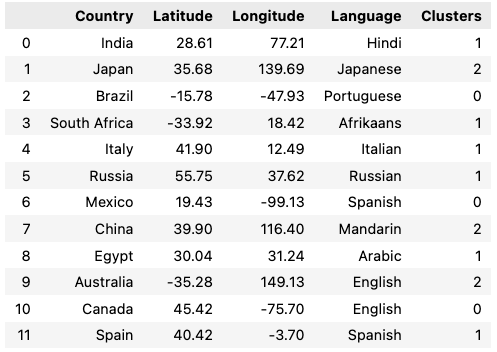 Country Latitude Longitude Language Clusters
0 India 28.61 77.21 Hindi 1
1 Japan 35.68 139.69 Japanese 2
2 Brazil -15.78 -47.93 Portuguese 0
3 South Africa -33.92 18.42 Afrikaans 1
4 Italy 41.90 12.49 Italian 1
5 Russia 55.75 37.62 Russian 1
6 Mexico 19.43 -99.13 Spanish 0
7 China 39.90 116.40 Mandarin 2
8 Egypt 30.04 31.24 Arabic 1
9 Australia -35.28 149.13 English 2
10 Canada 45.42 -75.70 English 0
11 Spain 40.42 -3.70 Spanish 1